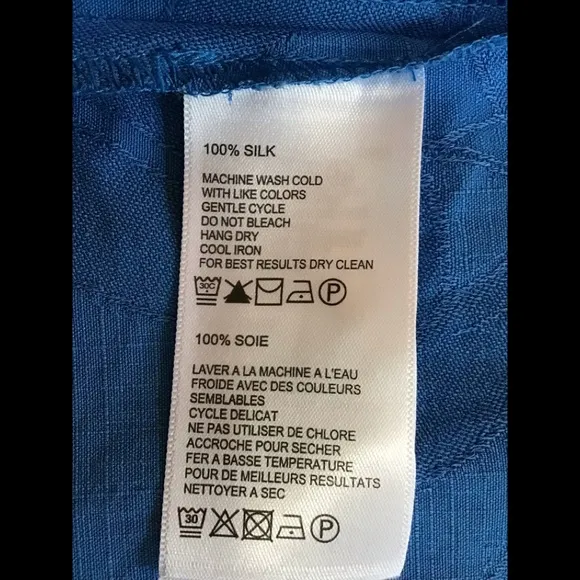 100% SILK
MACHINE WASH COLD
WITH LIKE COLORS
GENTLE CYCLE
DO NOT BLEACH
HANG DRY
COOL IRON
FOR BEST RESULTS DRY CLEAN
30C P
100% SOIE
LAVER A LA MACHINE A L'EAU
FROIDE AVEC DES COULEURS
SEMBLABLES
CYCLE DELICAT
NE PAS UTILISER DE CHLORE
ACCROCHE POUR SECHER
FER A BASSE TEMPERATURE
POUR DE MEILLEURS RESULTATS
NETTOYER A SEC
30 P